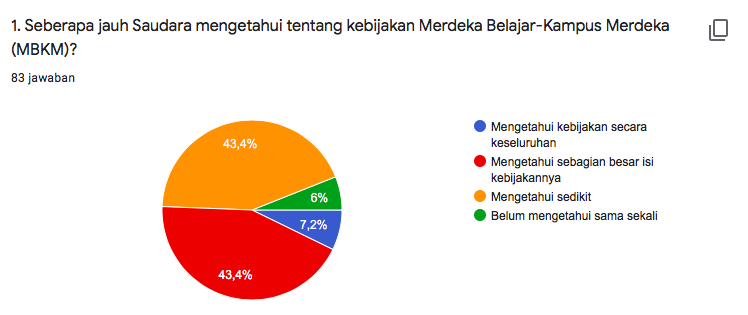 1. Seberapa jauh Saudara mengetahui tentang kebijakan Merdeka Belajar-Kampus Merdeka
(MBKM)?
83 jawaban
43,4%
6%
7,2%
43,4%
Mengetahui kebijakan secara
keseluruhan
Mengetahui sebagian besar isi
kebijakannya
Mengetahui sedikit
Belum mengetahui sama sekali